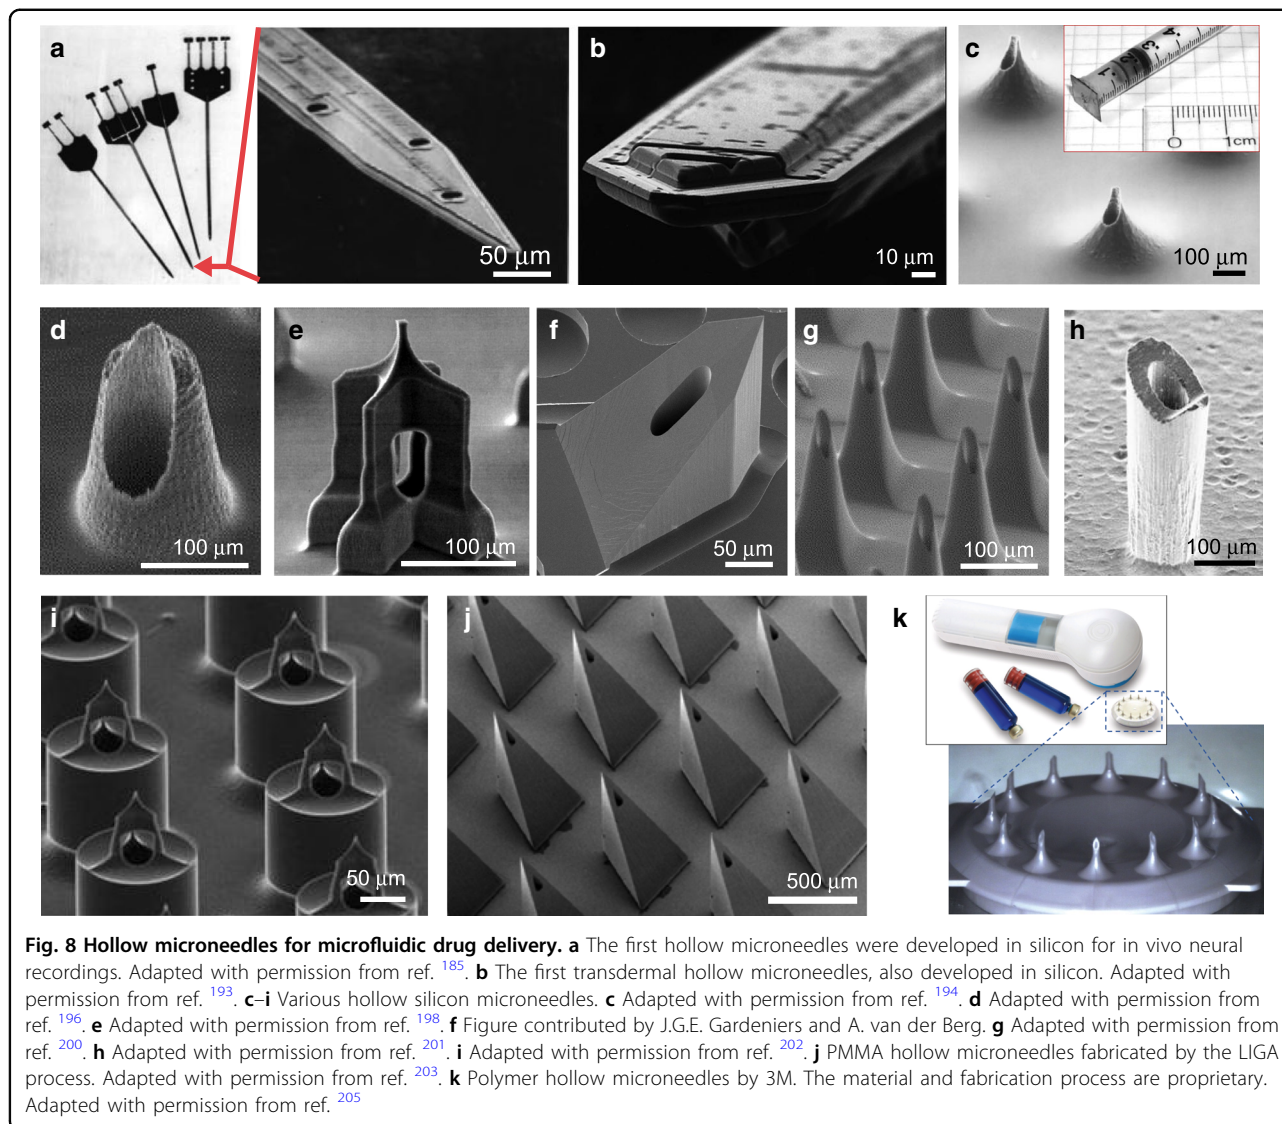 a
50 μm
b
10 μm
c
1 2 3 4
0 1cm
100 μm
d
100 μm
e
100 μm
f
50 μm
g
100 μm
h
100 μm
i
50 μm
j
500 μm
k
Fig. 8 Hollow microneedles for microfluidic drug delivery. a The first hollow microneedles were developed in silicon for in vivo neural
recordings. Adapted with permission from ref. 185. b The first transdermal hollow microneedles, also developed in silicon. Adapted with
permission from ref. 193. c–i Various hollow silicon microneedles. c Adapted with permission from ref. 194. d Adapted with permission from
ref. 196. e Adapted with permission from ref. 198. f Figure contributed by J.G.E. Gardeniers and A. van der Berg. g Adapted with permission from
ref. 200. h Adapted with permission from ref. 201. i Adapted with permission from ref. 202. j PMMA hollow microneedles fabricated by the LIGA
process. Adapted with permission from ref. 203. k Polymer hollow microneedles by 3M. The material and fabrication process are proprietary.
Adapted with permission from ref. 205